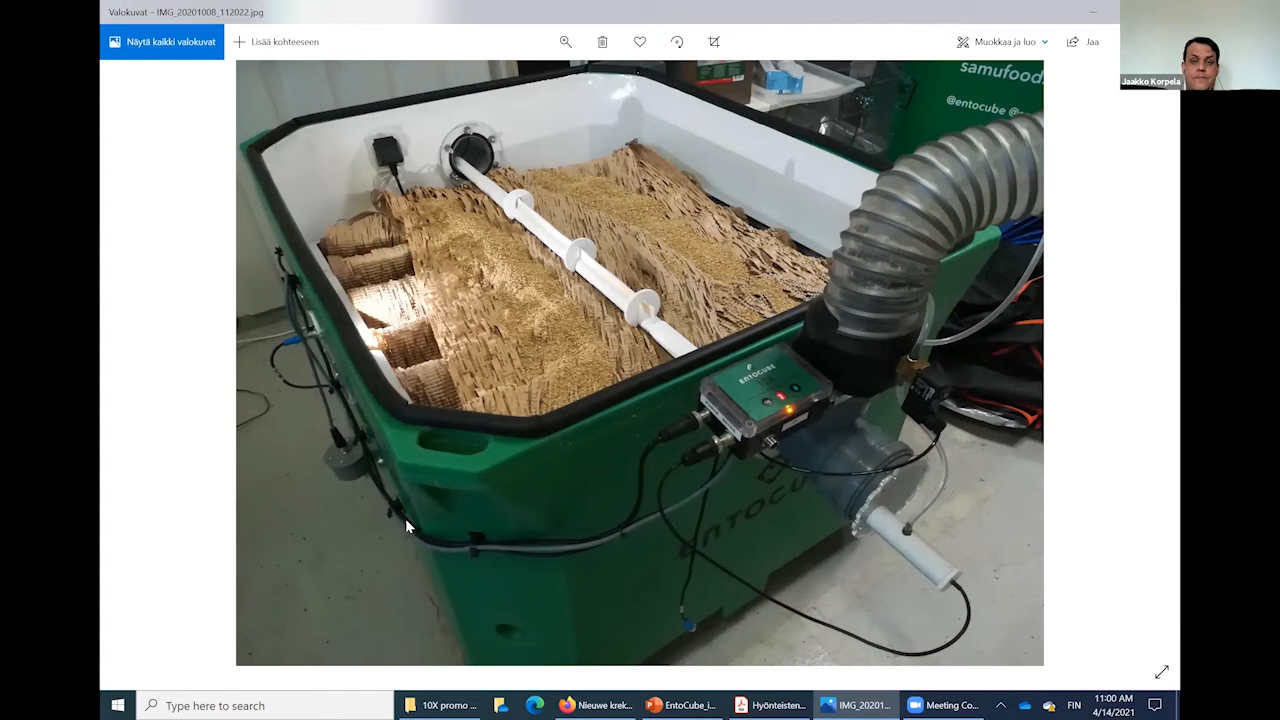 Valokuvat – IMG_20201008_112022.jpg
Näytä kaikki valokuvat
Lisää kohteeseen
Muokkaa ja luo
Jaa
Jaakko Korpela
samufood.
@entocube @
ENTOCUBE
ENTOCU
Type here to search
10X promo ...
Nieuwe krek...
EntoCube_i...
Hyönteisten...
IMG_20201...
Meeting Co...
FIN
11:00 AM
4/14/2021